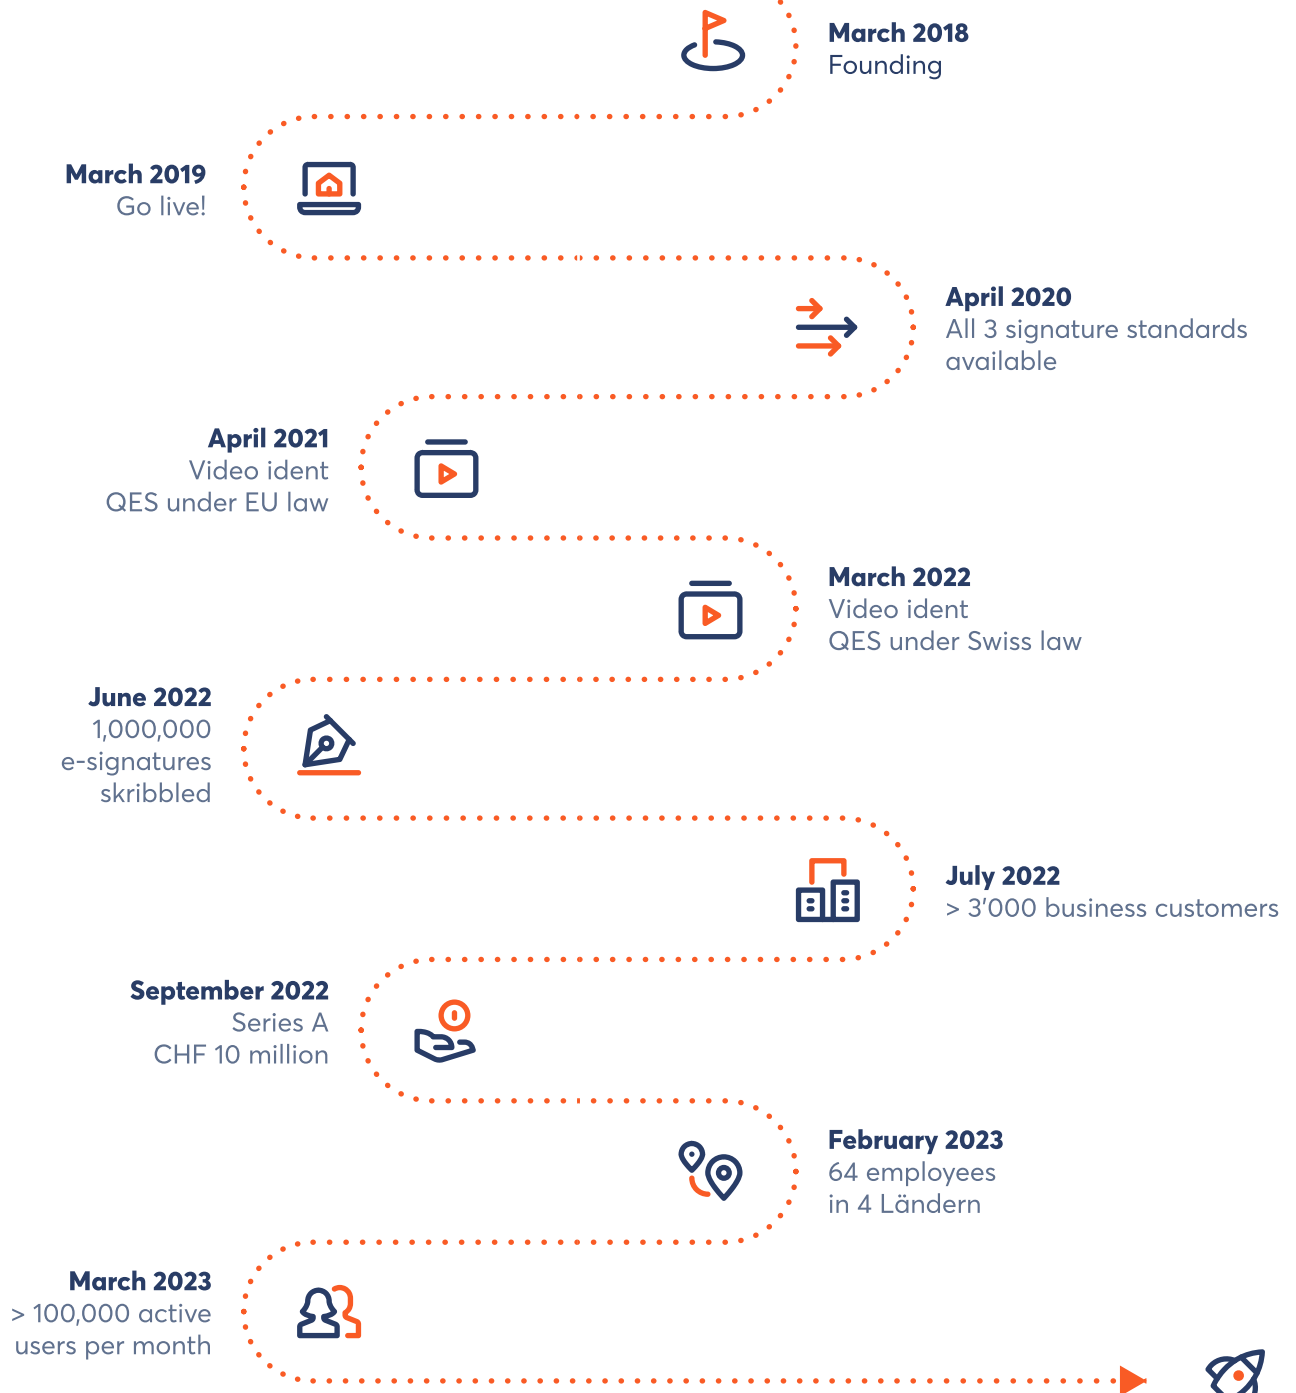 March 2018
Founding
March 2019
Go live!
April 2020
All 3 signature standards
available
April 2021
Video ident
QES under EU law
March 2022
Video ident
QES under Swiss law
June 2022
1,000,000
e-signatures
skribbled
July 2022
> 3'000 business customers
September 2022
Series A
CHF 10 million
February 2023
64 employees
in 4 Ländern
March 2023
> 100,000 active
users per month